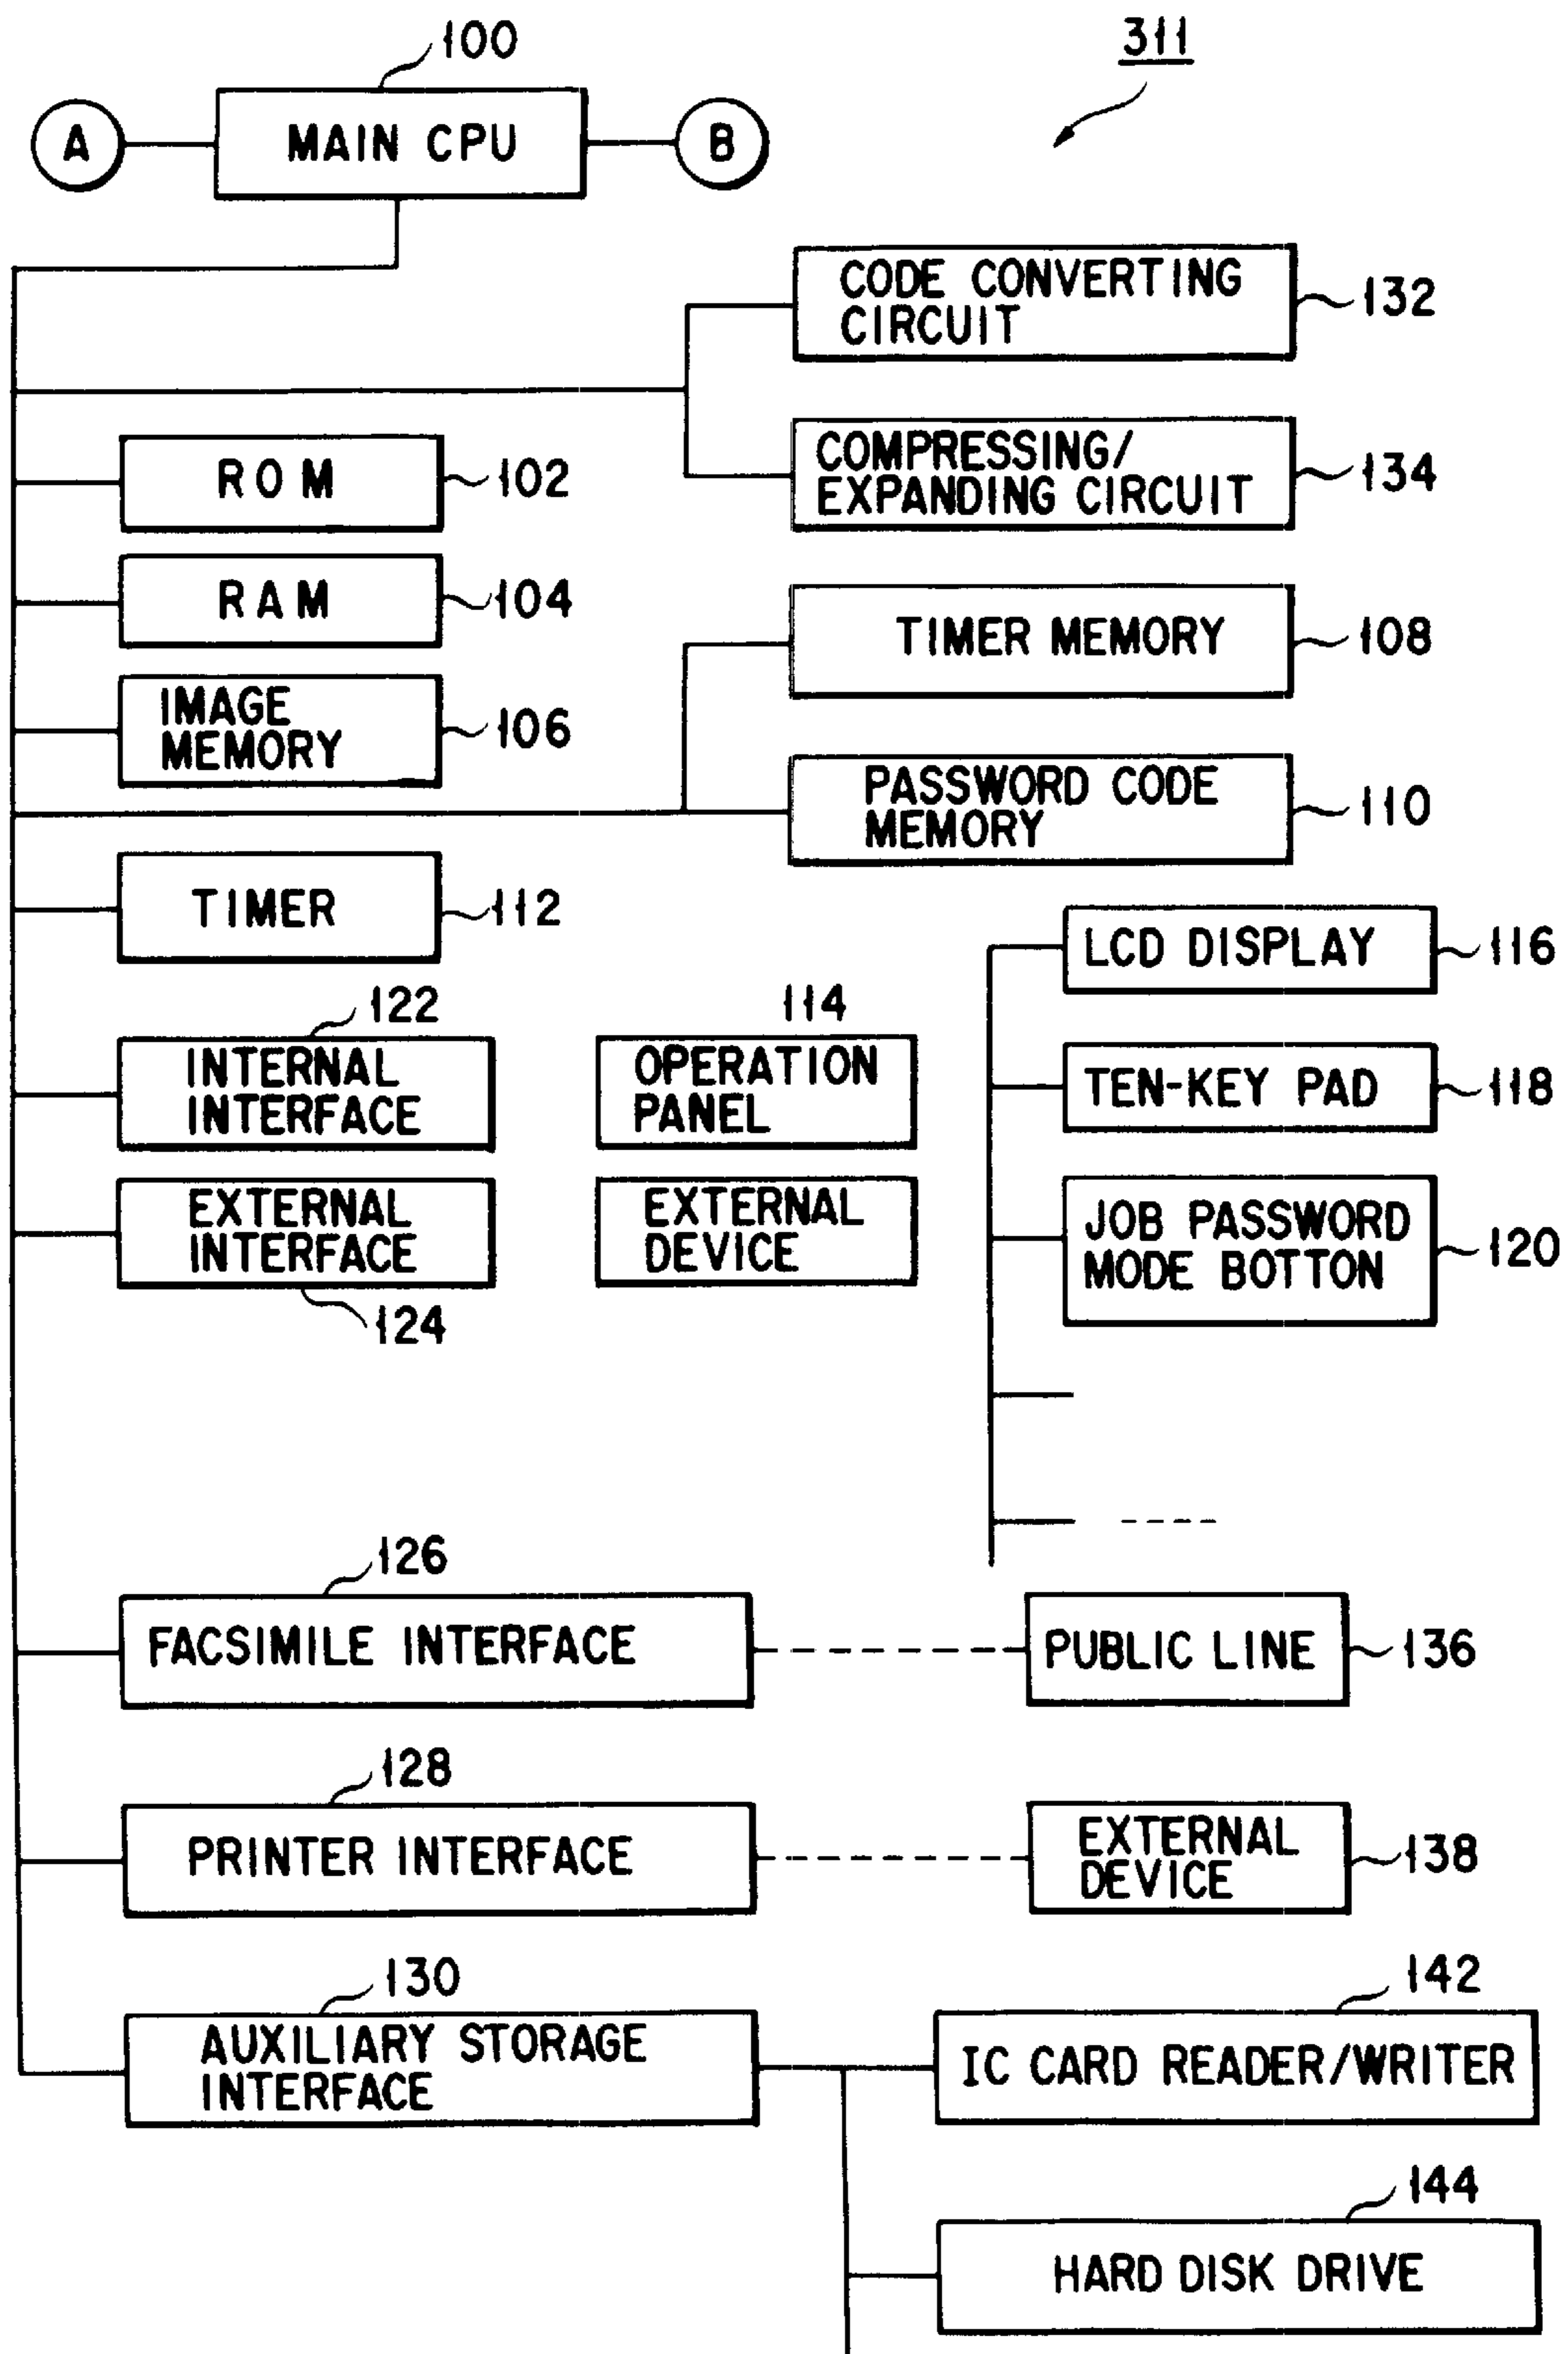 100
311
A
MAIN CPU
B
CODE CONVERTING
CIRCUIT
132
COMPRESSING/
EXPANDING CIRCUIT
134
ROM
102
RAM
104
TIMER MEMORY
108
IMAGE
MEMORY
106
PASSWORD CODE
MEMORY
110
TIMER
112
LCD DISPLAY
116
122
INTERNAL
INTERFACE
114
OPERATION
PANEL
TEN-KEY PAD
118
EXTERNAL
INTERFACE
124
EXTERNAL
DEVICE
JOB PASSWORD
MODE BOTTON
120
126
FACSIMILE INTERFACE
PUBLIC LINE
136
128
PRINTER INTERFACE
EXTERNAL
DEVICE
138
130
AUXILIARY STORAGE
INTERFACE
142
IC CARD READER/WRITER
144
HARD DISK DRIVE